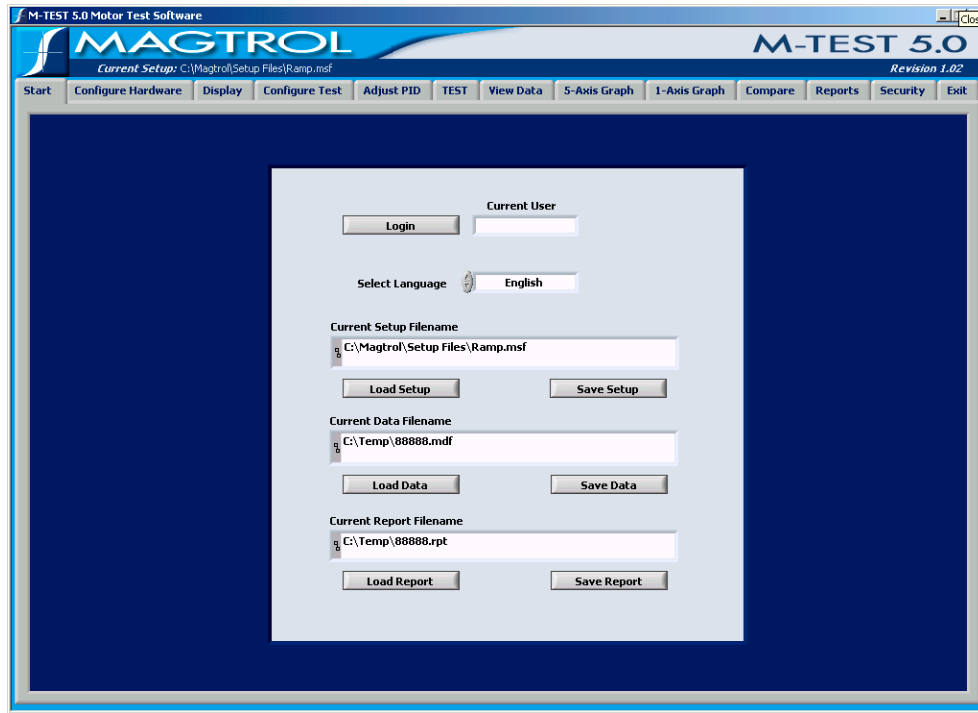 M-TEST 5.0 Motor Test Software
Clos
MAGTROL
M-TEST 5.0
Current Setup: C:\Magtrol\Setup Files\Ramp.msf
Revision 1.02
Start Configure Hardware Display Configure Test Adjust PID TEST View Data 5-Axis Graph 1-Axis Graph Compare Reports Security Exit
Current User
Login
Select Language English
Current Setup Filename
C:\Magtrol\Setup Files\Ramp.msf
Load Setup Save Setup
Current Data Filename
C:\Temp\88888.mdf
Load Data Save Data
Current Report Filename
C:\Temp\88888.rpt
Load Report Save Report